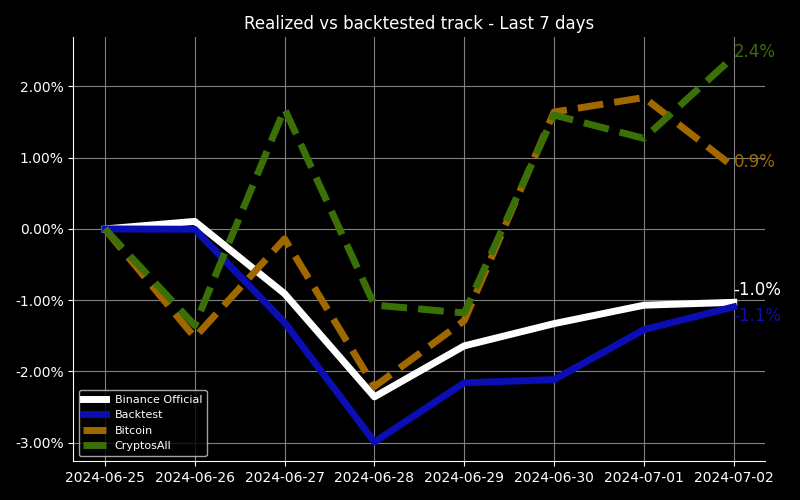 Realized vs backtested track - Last 7 days
2.4%
2.00%
1.00%
0.9%
0.00%
-1.0%
-1.00%
-1.1%
-2.00%
-3.00%
Binance Official
Backtest
Bitcoin
CryptosAll
2024-06-25 2024-06-26 2024-06-27 2024-06-28 2024-06-29 2024-06-30 2024-07-01 2024-07-02